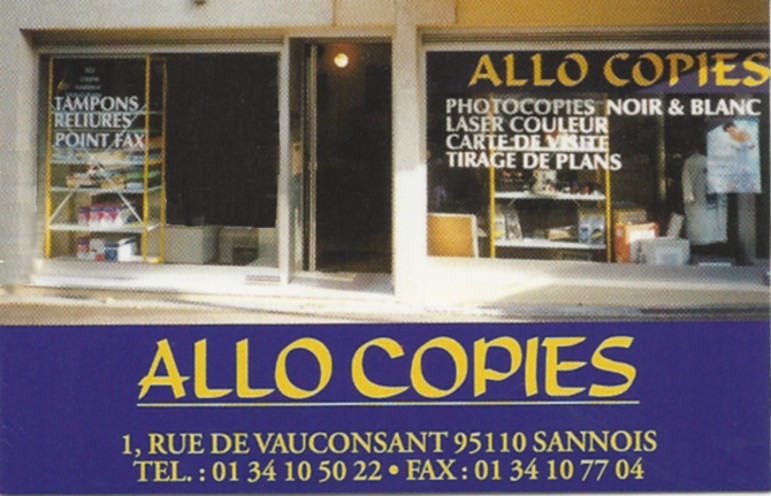 TAMPONS
RELIURES
POINT FAX
ALLO COPIES
PHOTOCOPIES NOIR & BLANC
LASER COULEUR
CARTE DE VISITE
TIRAGE DE PLANS
ALLO COPIES
1, RUE DE VAUCONSANT 95110 SANNOIS
TEL. : 01 34 10 50 22 • FAX : 01 34 10 77 04